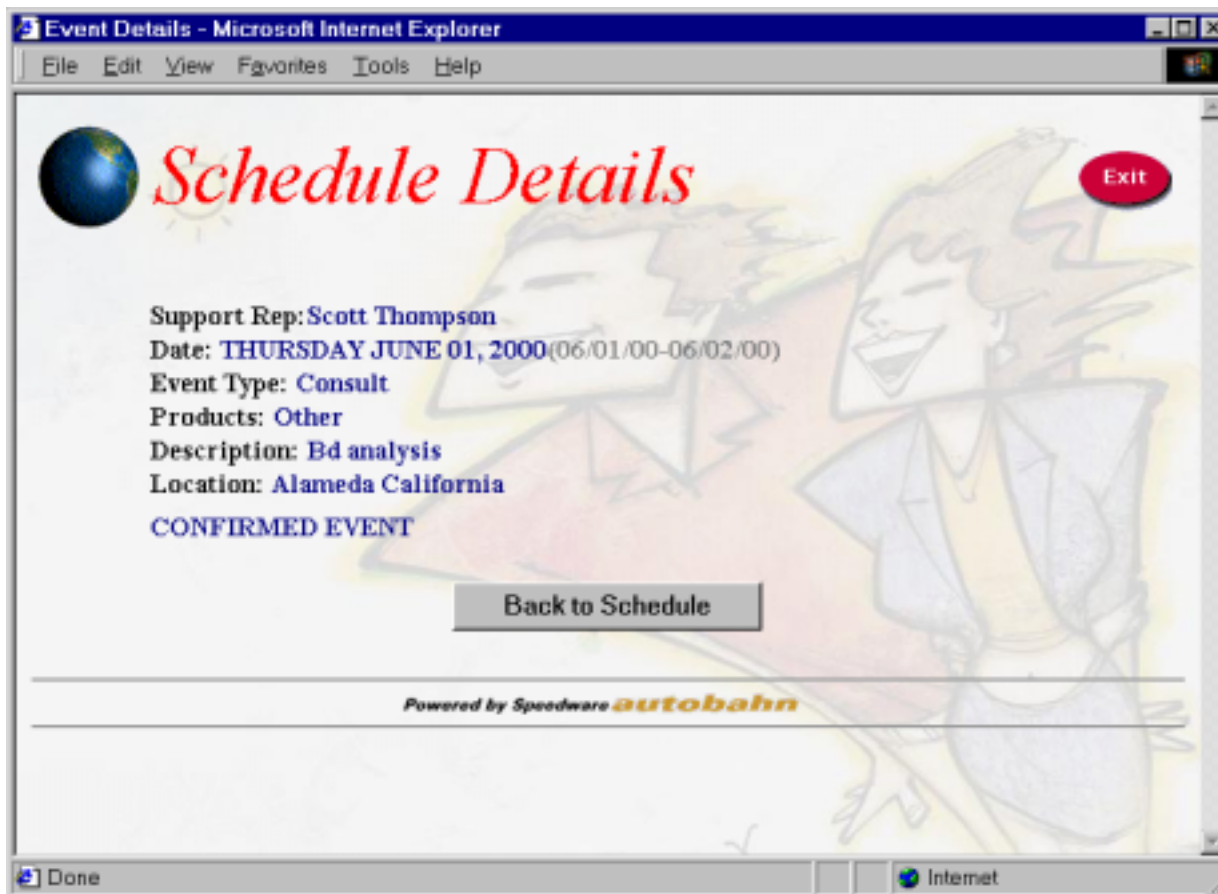 Event Details - Microsoft Internet Explorer
File Edit View Favorites Tools Help
Schedule Details
Exit
Support Rep:Scott Thompson
Date: THURSDAY JUNE 01, 2000(06/01/00-06/02/00)
Event Type: Consult
Products: Other
Description: Bd analysis
Location: Alameda California
CONFIRMED EVENT
Back to Schedule
Powered by Speedware autobahn
Done Internet